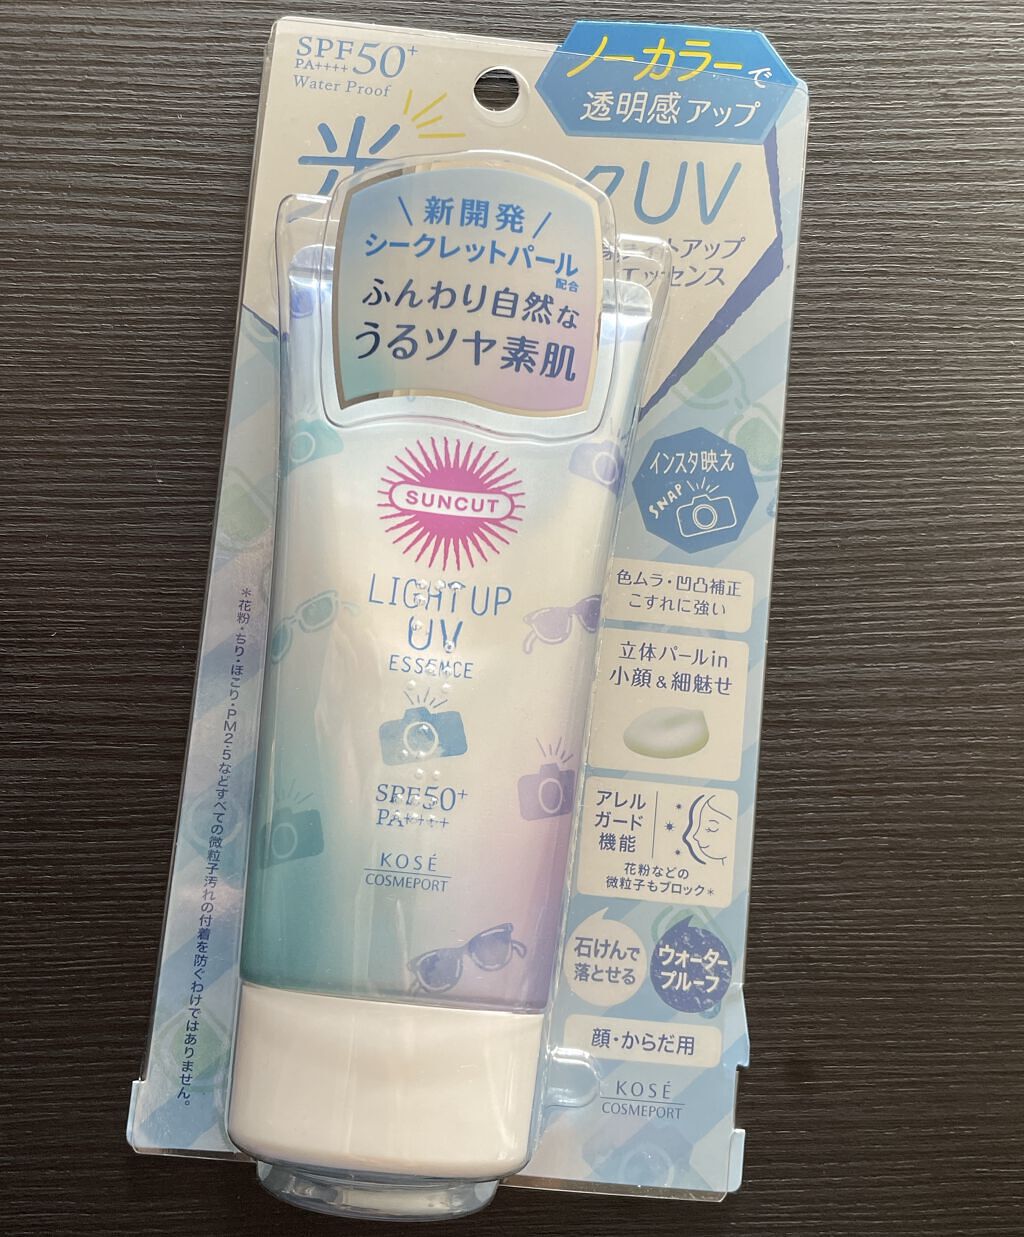 SPF50+
PA++++
Water Proof
ノーカラーで
透明感アップ
光
UV
トアップ
エッセンス
新開発
シークレットパール
配合
ふんわり自然な
うるツヤ素肌
SUNCUT
LIGHT UP
UV
ESSENCE
SPF50+
PA++++
KOSÉ
COSMEPORT
インスタ映え
SNAP
色ムラ・凹凸補正
こすれに強い
立体パールin
小顔&細魅せ
アレル
ガード
機能
花粉などの
微粒子もブロック*
石けんで
落とせる
ウォーター
プルーフ
顔・からだ用
KOSÉ
COSMEPORT
*花粉・ちり・ほこり・PM2.5などすべての微粒子汚れの付着を防ぐわけではありません。